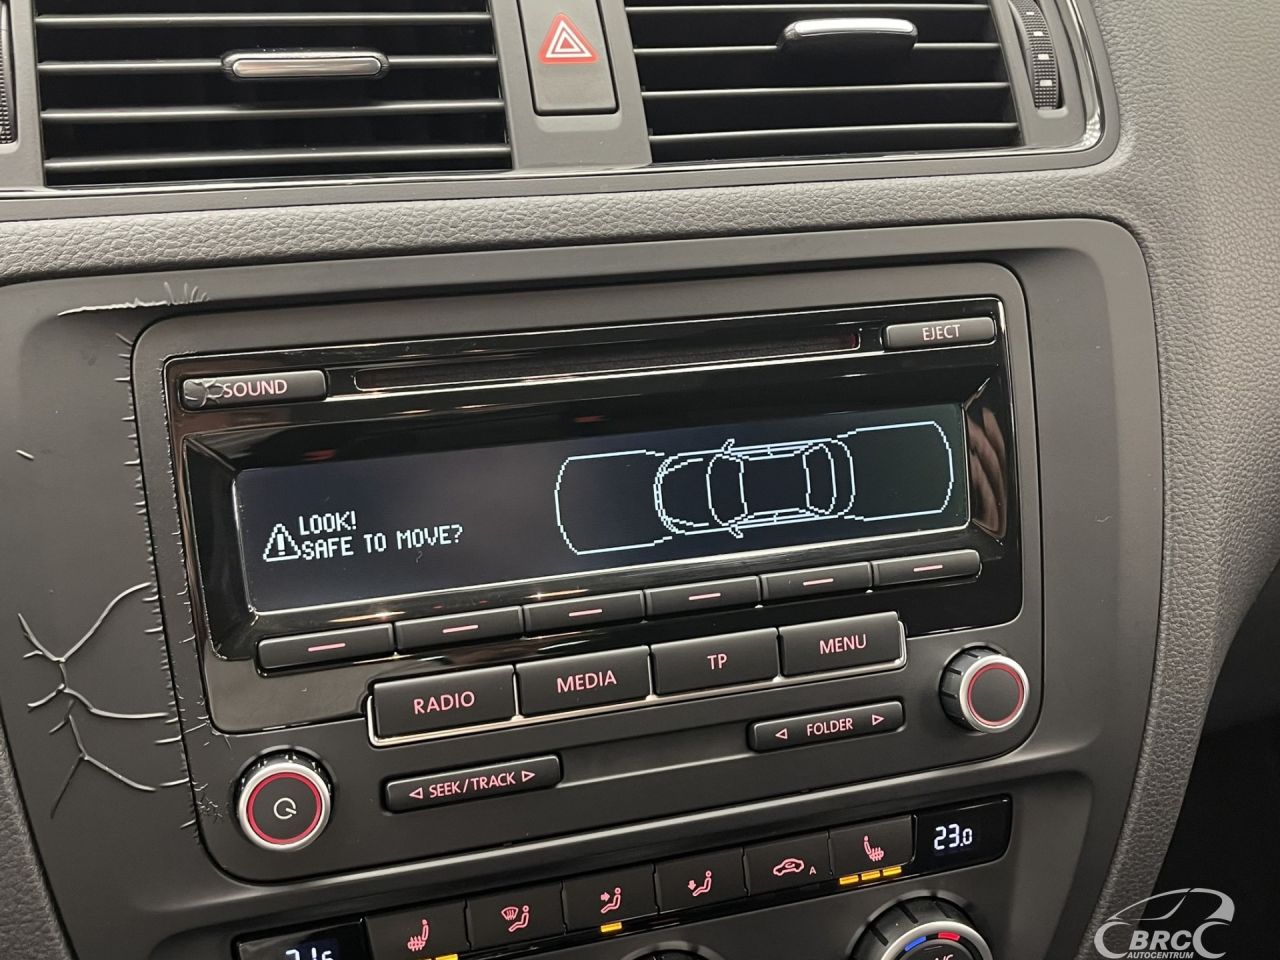 SOUND
EJECT
LOOK!
SAFE TO MOVE?
RADIO
MEDIA
TP
MENU
FOLDER
SEEK/TRACK
23.0
A
BRC
AUTOCENTRUM